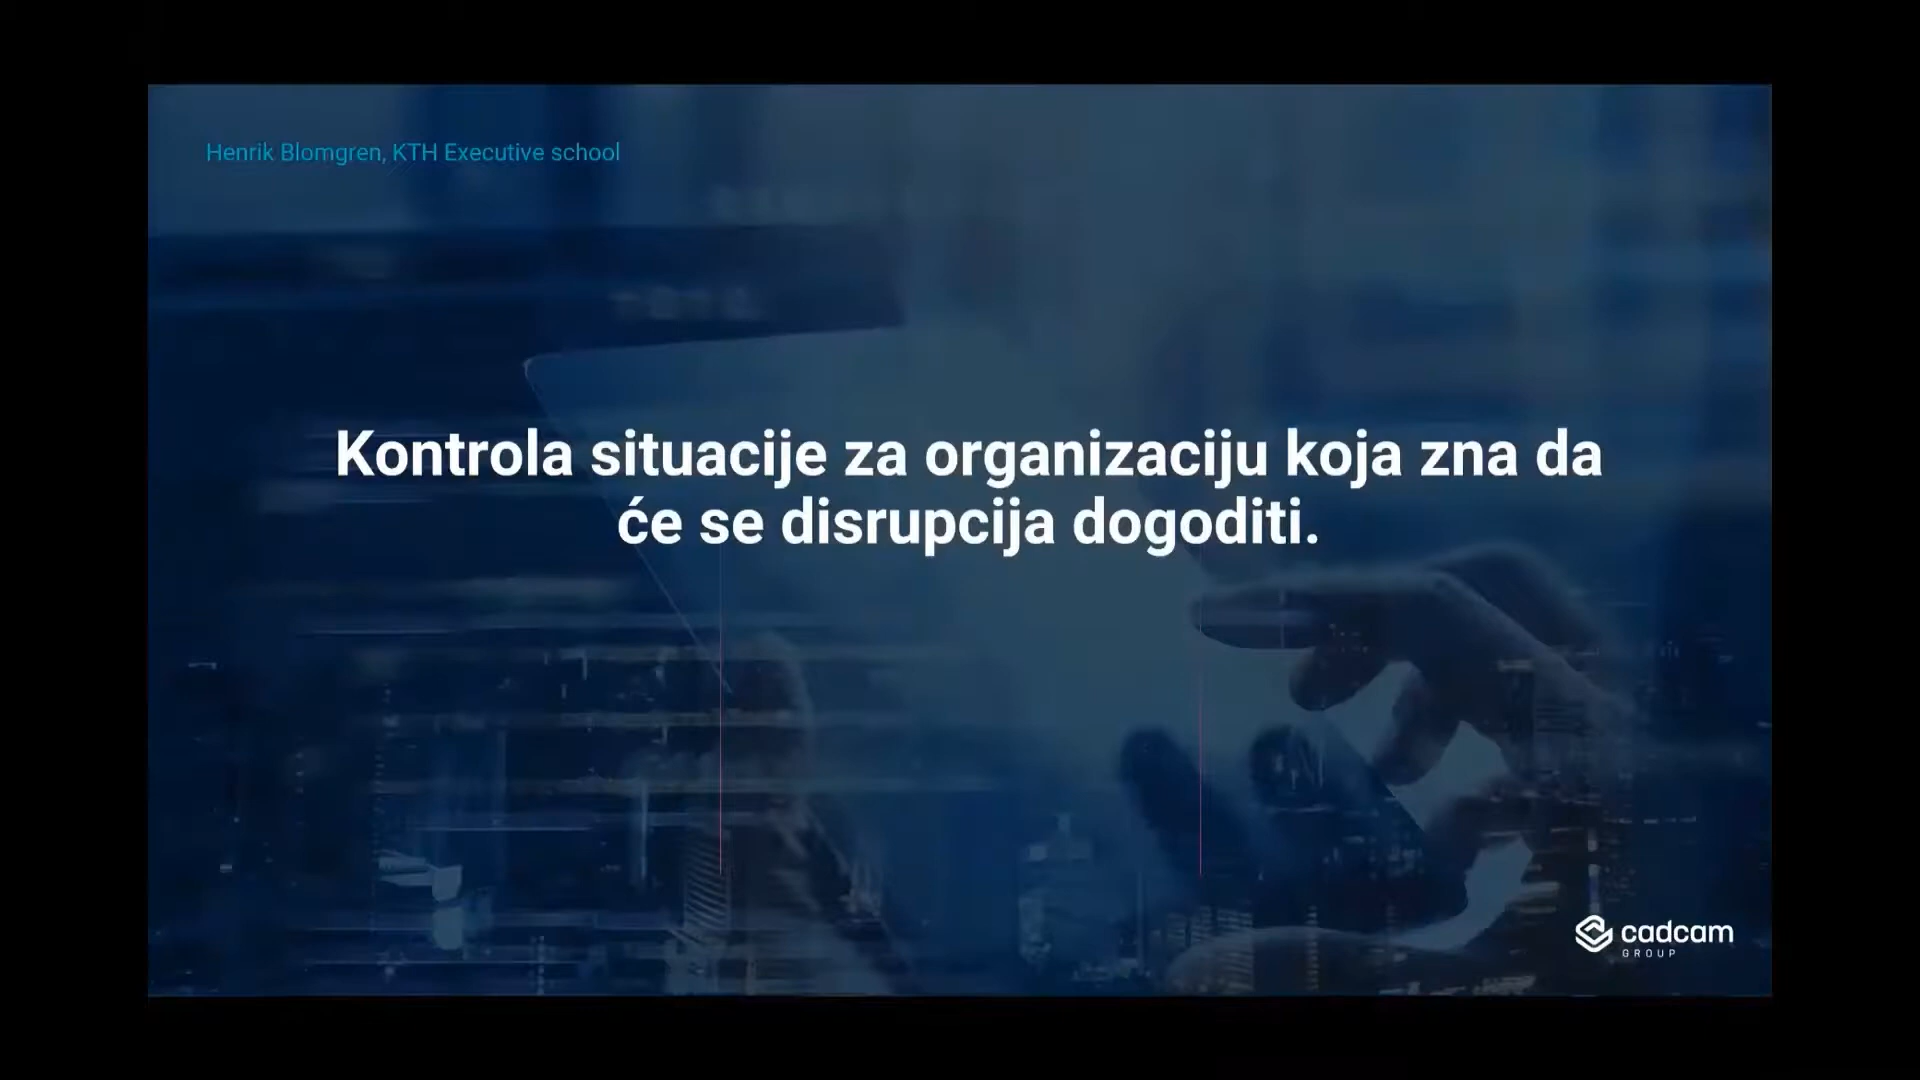 Henrik Blomgren, KTH Executive school
Kontrola situacije za organizaciju koja zna da
će se disrupcija dogoditi.
cadcam
GROUP